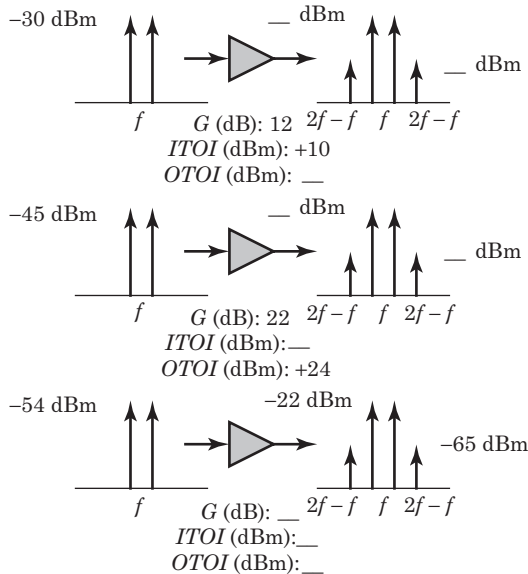 −30 dBm
__ dBm
__ dBm
f
2f − f
f
2f − f
G (dB): 12
ITOI (dBm): +10
OTOI (dBm): __
−45 dBm
__ dBm
__ dBm
f
2f − f
f
2f − f
G (dB): 22
ITOI (dBm):__
OTOI (dBm): +24
−54 dBm
−22 dBm
−65 dBm
f
2f − f
f
2f − f
G (dB): __
ITOI (dBm):__
OTOI (dBm): __